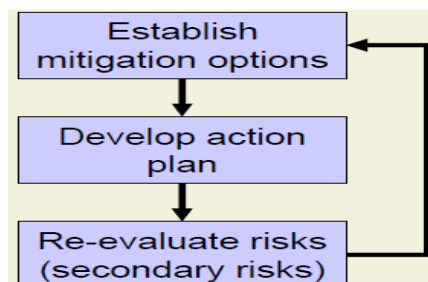 Establish
mitigation options
Develop action
plan
Re-evaluate risks
(secondary risks)